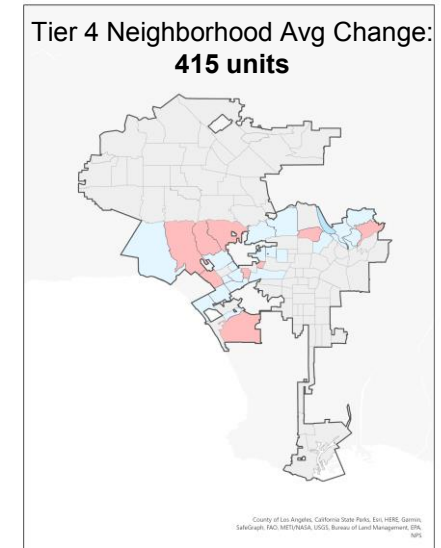 Tier 4 Neighborhood Avg Change:
415 units
County of Los Angeles, California State Parks, Esri, HERE, Garmin,
SafeGraph, FAO, METI/NASA, USGS, Bureau of Land Management, EPA,
NPS